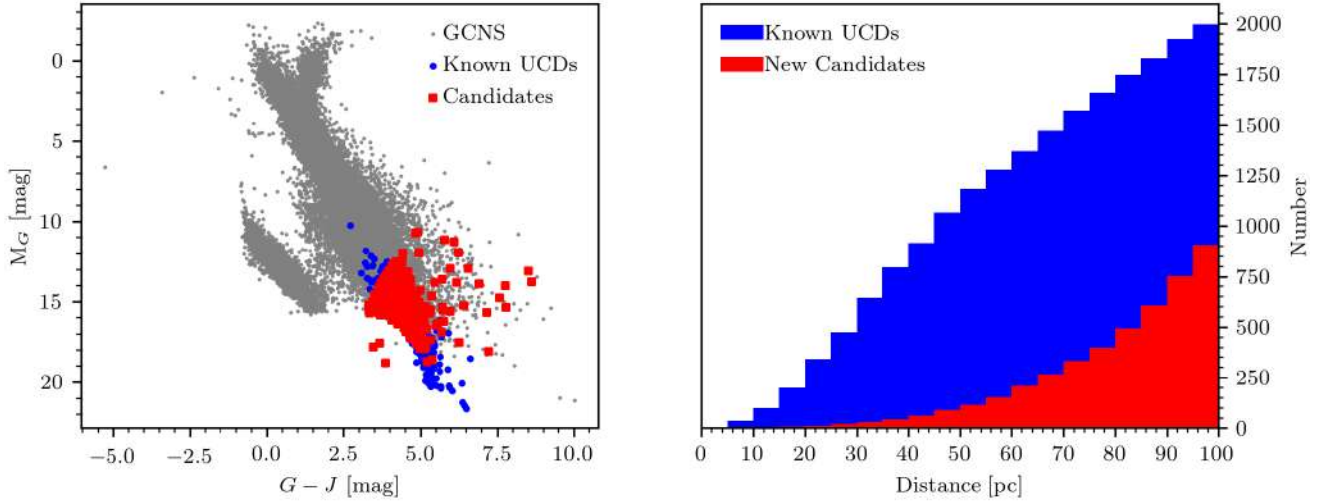 GCNS
Known UCDs
Candidates
0
5
10
15
20
M_G [mag]
−5.0 −2.5 0.0 2.5 5.0 7.5 10.0
G − J [mag]
Known UCDs
New Candidates
2000
1750
1500
1250
1000
750
500
250
0
Number
0 10 20 30 40 50 60 70 80 90 100
Distance [pc]